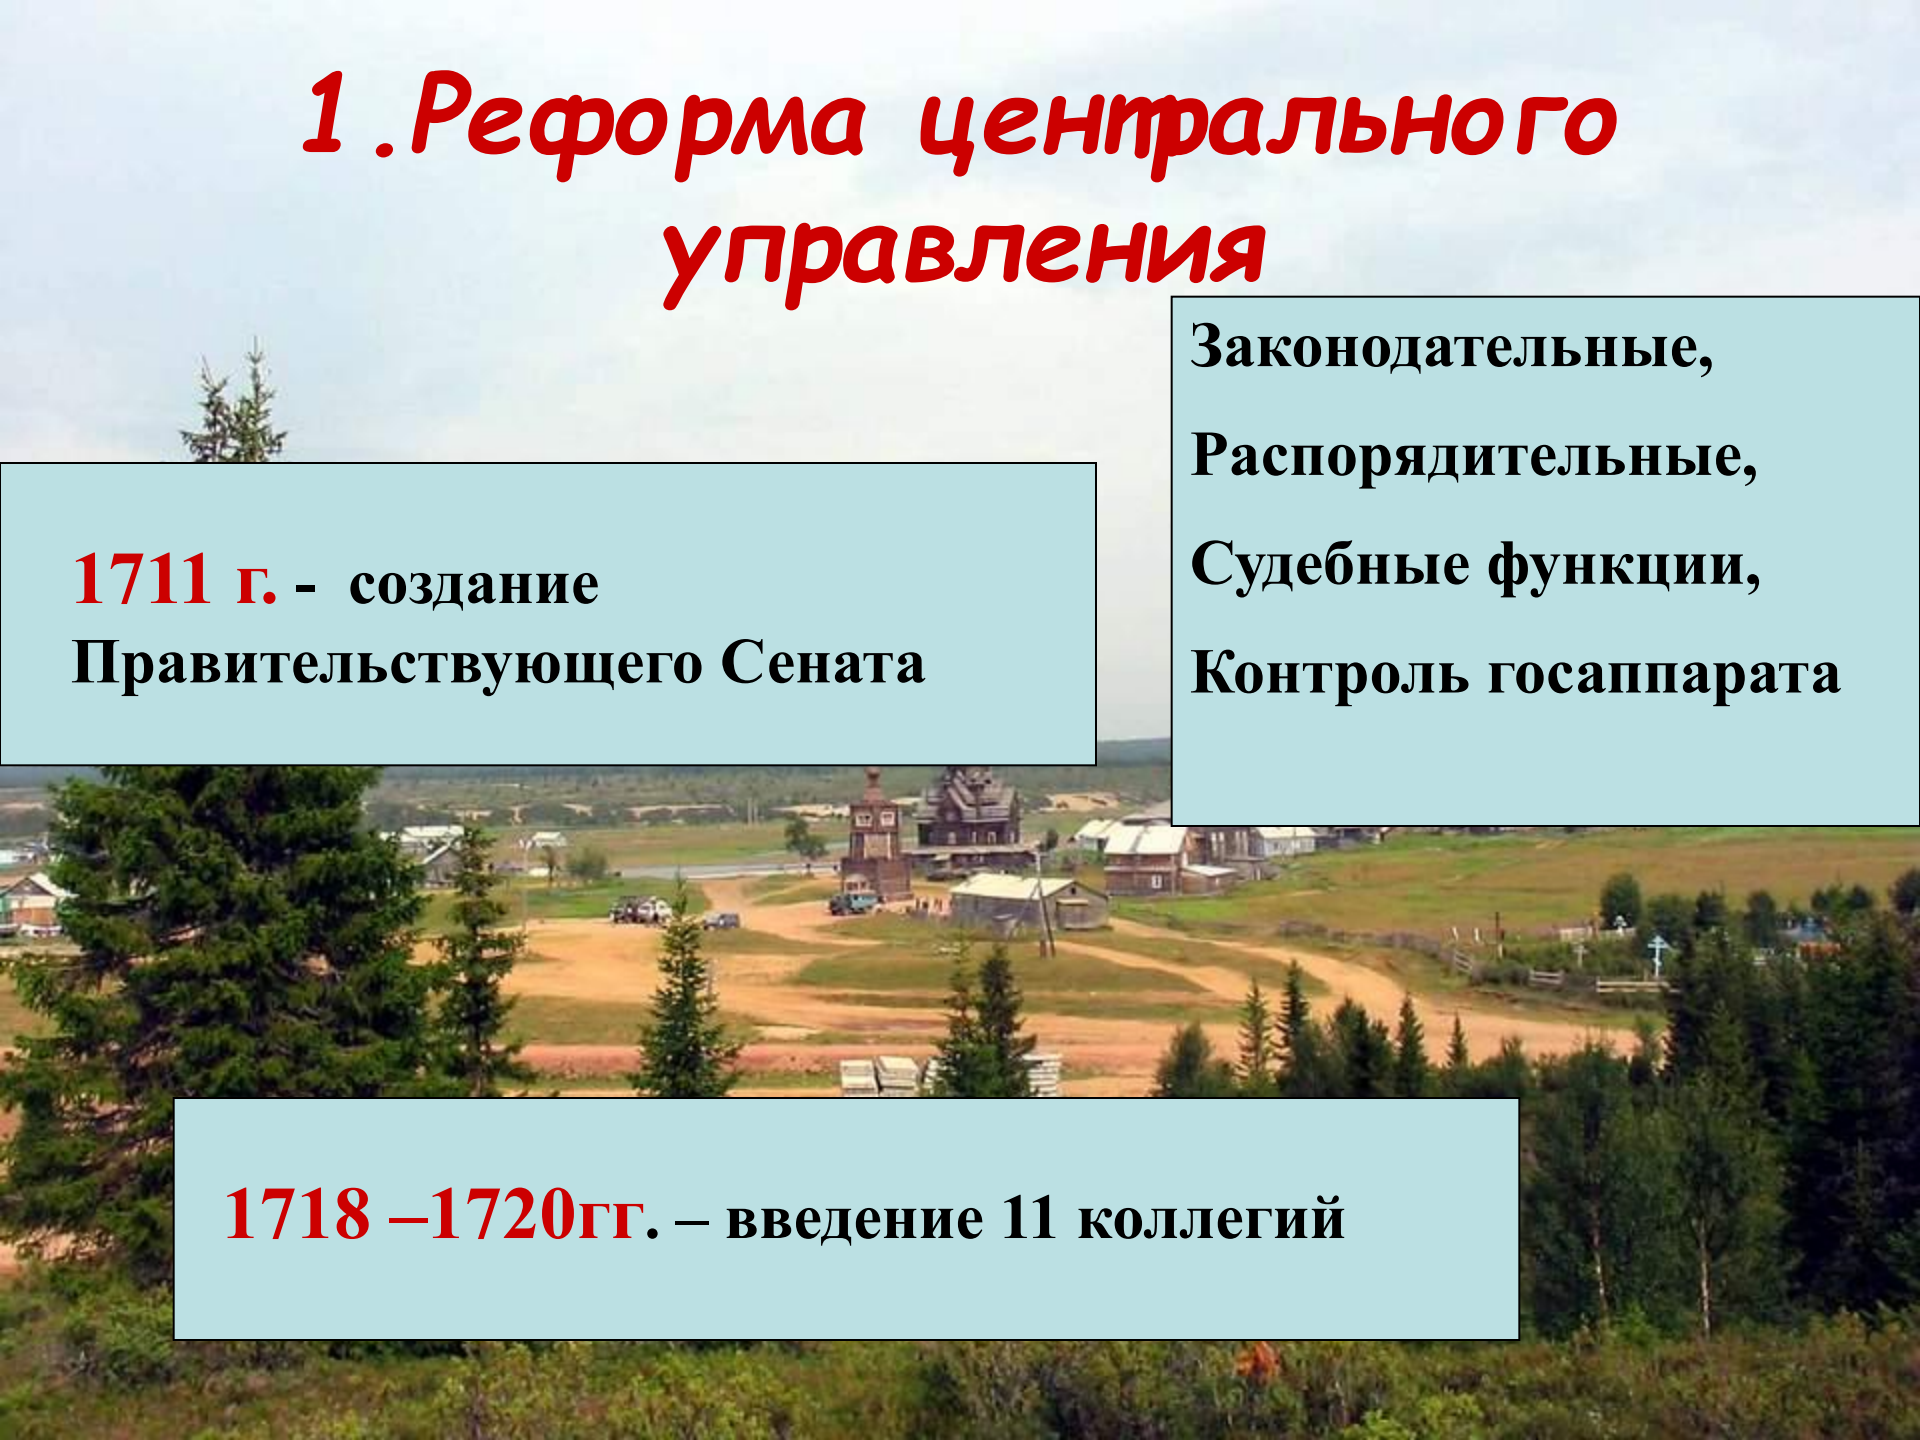 1.Реформа центрального
управления
Законодательные,
Распорядительные,
Судебные функции,
Контроль госаппарата
1711 г. - создание
Правительствующего Сената
1718 –1720гг. – введение 11 коллегий